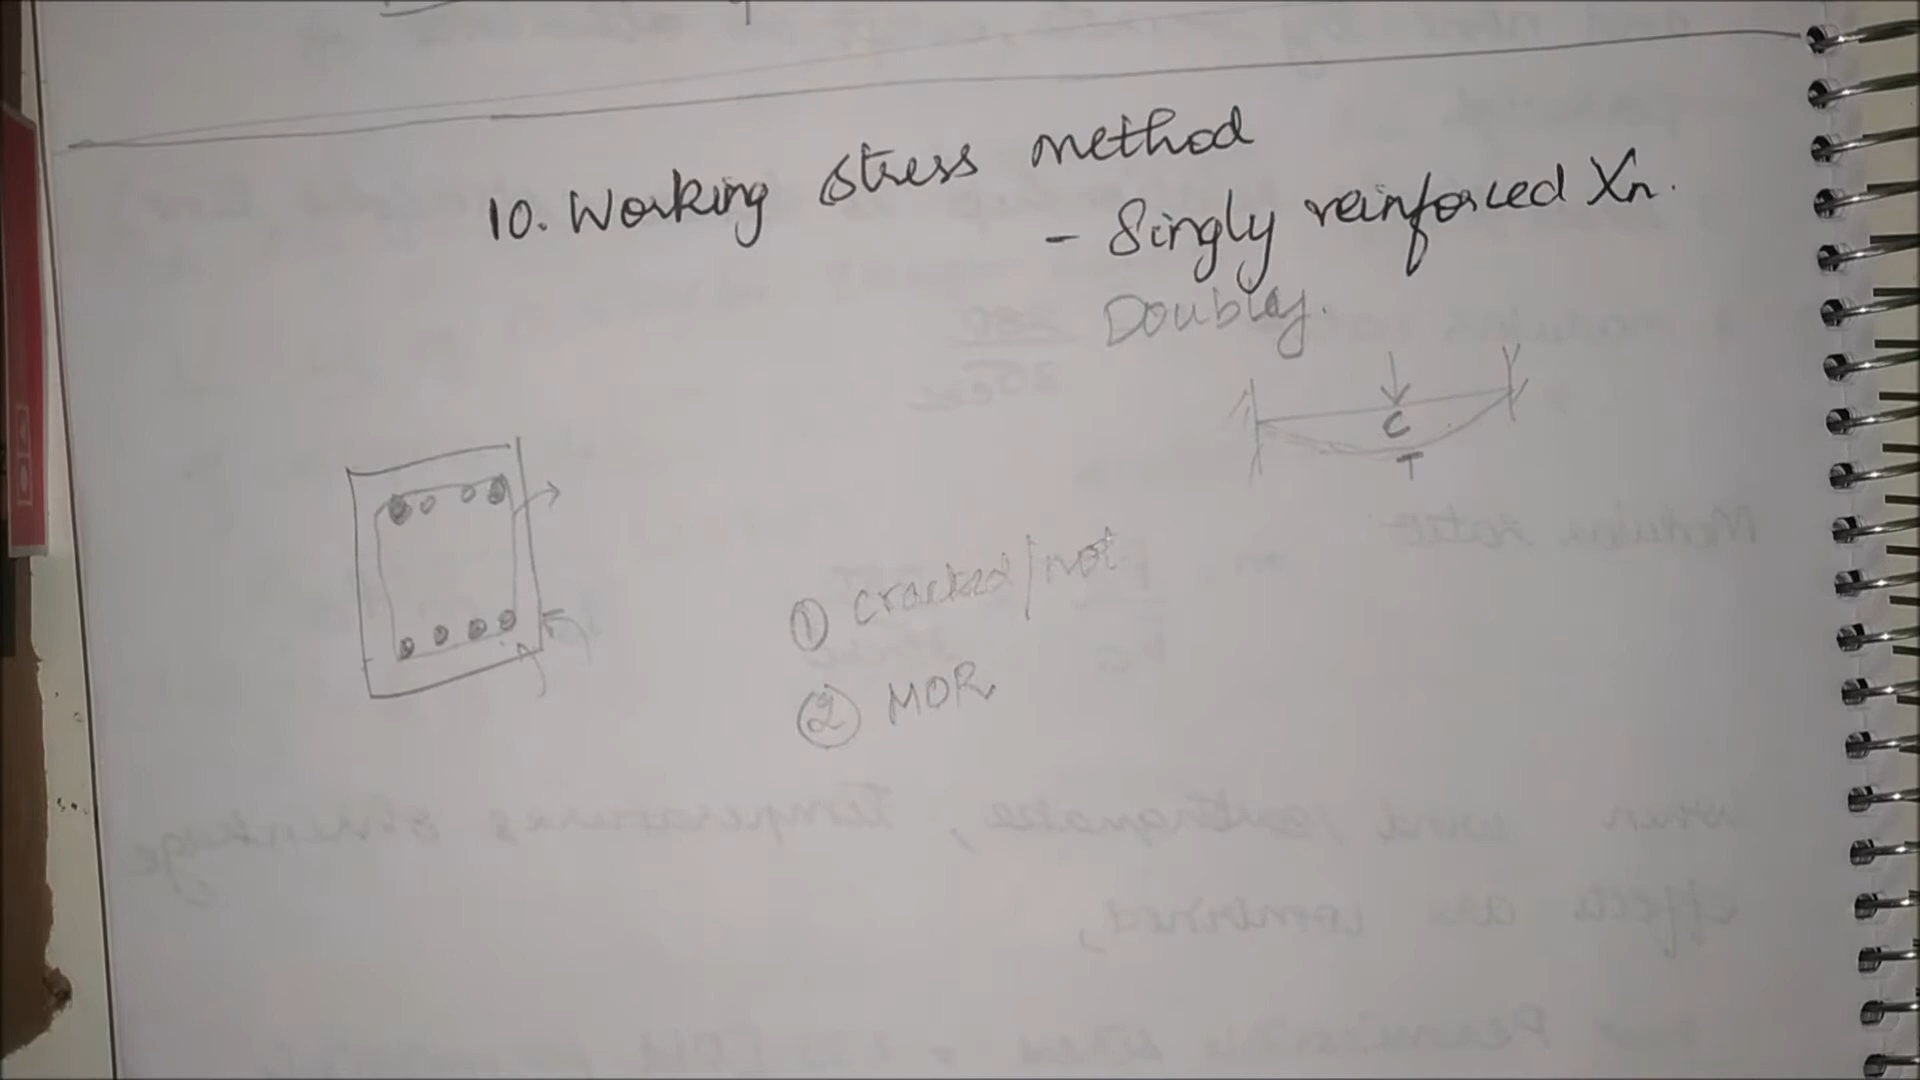 10. Working stress method
- Singly reinforced Xn.
Doubly.
C
T
① cracked/not
② MOR